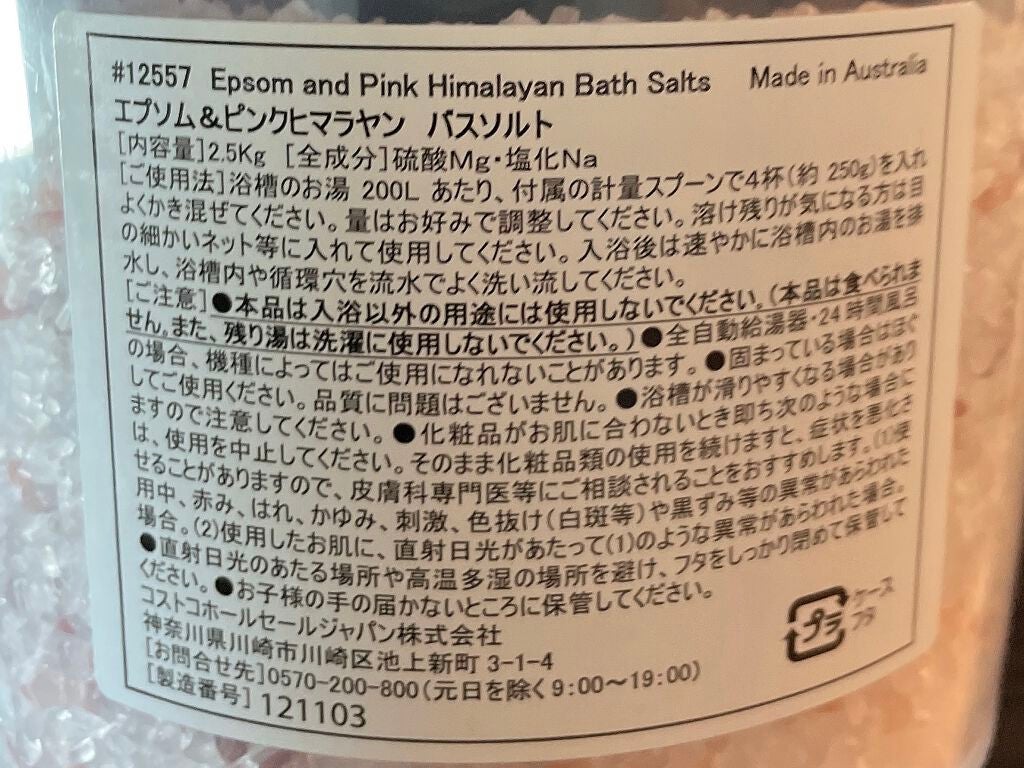 #12557 Epsom and Pink Himalayan Bath Salts Made in Australia
エプソム&ピンクヒマラヤン バスソルト
[内容量]2.5Kg [全成分]硫酸Mg・塩化Na
[ご使用法]浴槽のお湯 200L あたり、付属の計量スプーンで4杯(約 250g)を入れ
よくかき混ぜてください。量はお好みで調整してください。溶け残りが気になる方は目
の細かいネット等に入れて使用してください。入浴後は速やかに浴槽内のお湯を排
水し、浴槽内や循環穴を流水でよく洗い流してください。
[ご注意]●本品は入浴以外の用途には使用しないでください。(本品は食べられま
せん。また、残り湯は洗濯に使用しないでください。)●全自動給湯器・24時間風呂
の場合、機種によってはご使用になれないことがあります。●固まっている場合はほぐ
してご使用ください。品質に問題はございません。●浴槽が滑りやすくなる場合があり
ますので注意してください。●化粧品がお肌に合わないとき即ち次のような場合に
は、使用を中止してください。そのまま化粧品類の使用を続けますと、症状を悪化さ
せることがありますので、皮膚科専門医等にご相談されることをおすすめします。(1)使
用中、赤み、はれ、かゆみ、刺激、色抜け(白斑等)や黒ずみ等の異常があらわれた
場合。(2)使用したお肌に、直射日光があたって(1)のような異常があらわれた場合。
●直射日光のあたる場所や高温多湿の場所を避け、フタをしっかり閉めて保管して
ください。●お子様の手の届かないところに保管してください。
コストコホールセールジャパン株式会社
神奈川県川崎市川崎区池上新町 3-1-4
[お問合せ先]0570-200-800(元日を除く9:00～19:00)
[製造番号] 121103
プラ
ケース
フタ